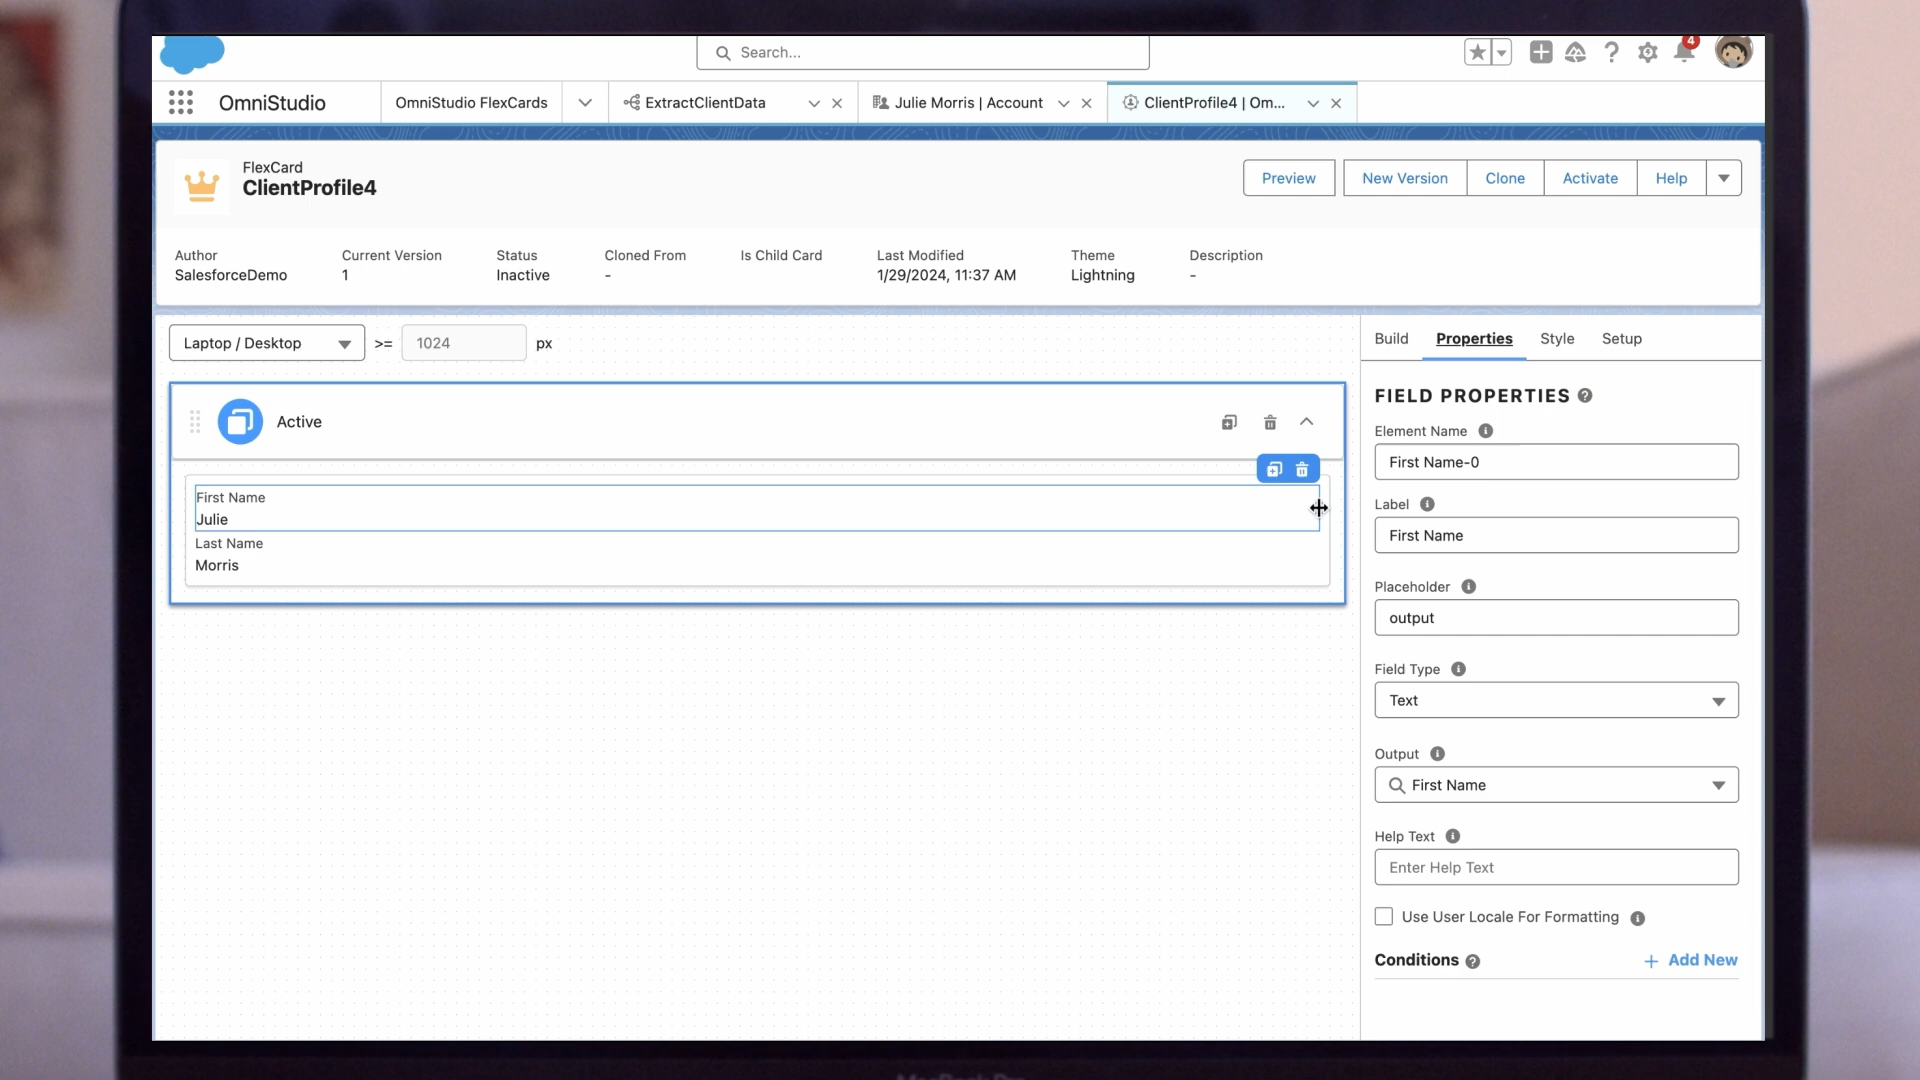 Search...
4
OmniStudio
OmniStudio FlexCards
ExtractClientData
Julie Morris | Account
ClientProfile4 | Om...
FlexCard
ClientProfile4
Preview
New Version
Clone
Activate
Help
Author
SalesforceDemo
Current Version
1
Status
Inactive
Cloned From
-
Is Child Card
Last Modified
1/29/2024, 11:37 AM
Theme
Lightning
Description
-
Laptop / Desktop
>=
1024
px
Active
First Name
Julie
Last Name
Morris
Build
Properties
Style
Setup
FIELD PROPERTIES
Element Name
First Name-0
Label
First Name
Placeholder
output
Field Type
Text
Output
First Name
Help Text
Enter Help Text
Use User Locale For Formatting
Conditions
+ Add New
MacBook Pro